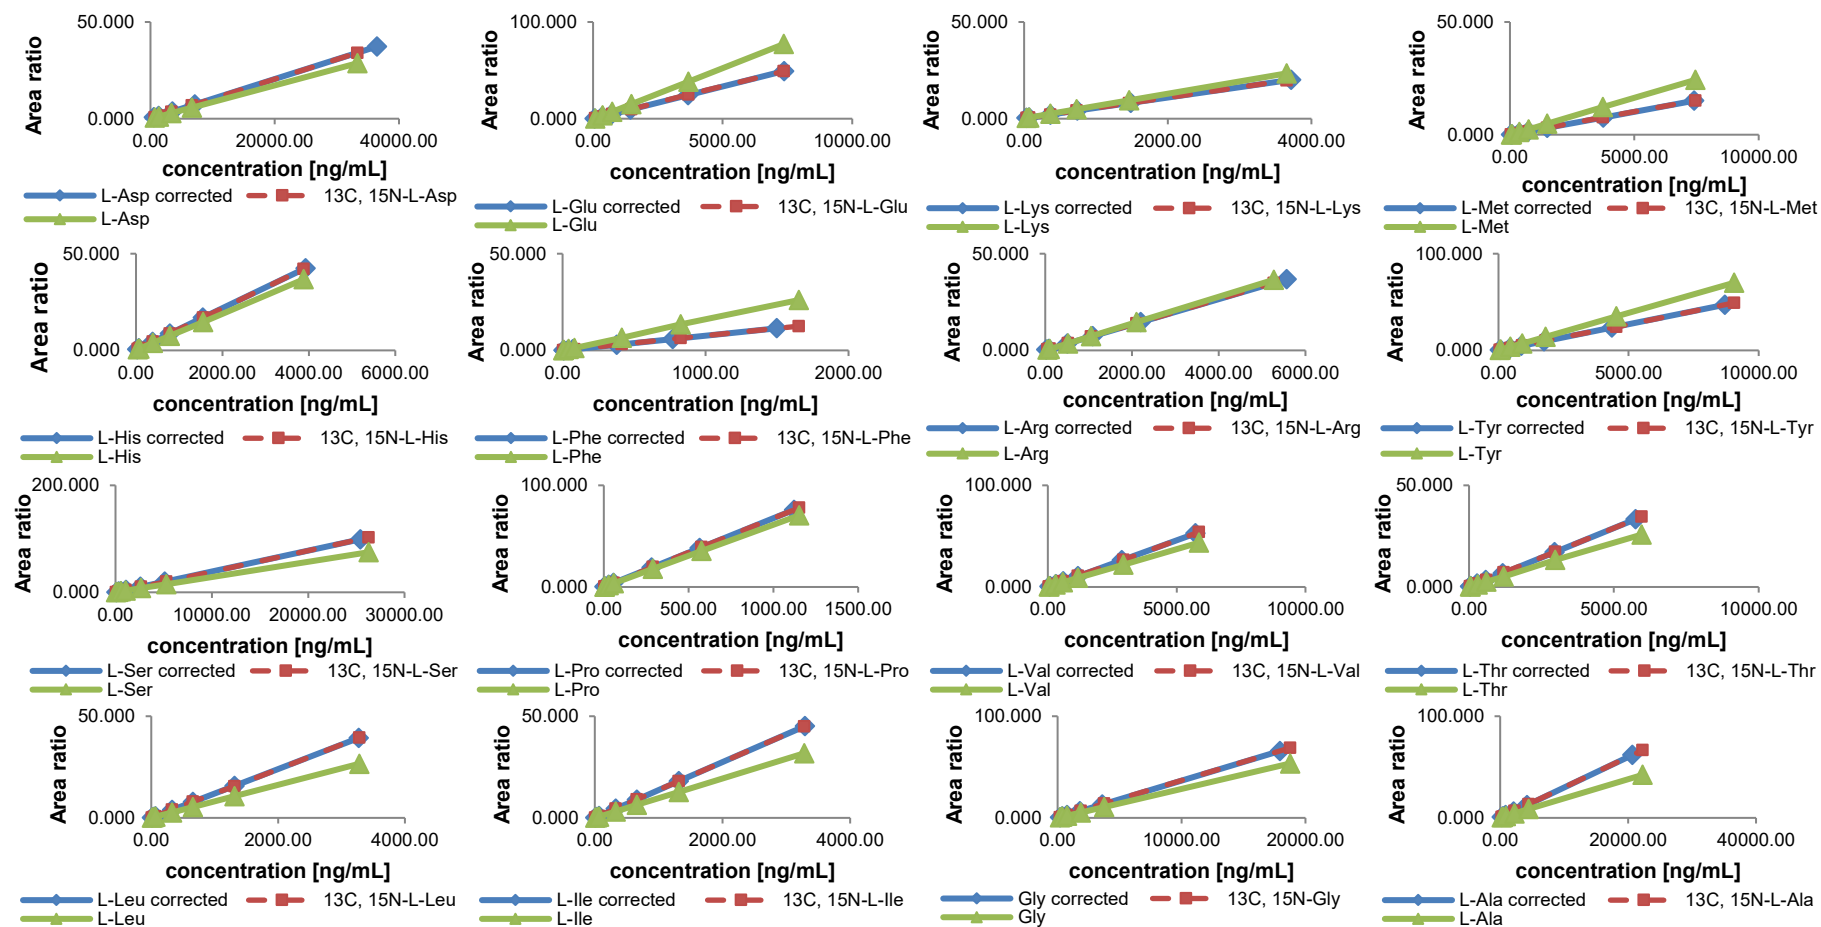 Area ratio
50.000
0.000
0.00 20000.00 40000.00
concentration [ng/mL]
L-Asp corrected 13C, 15N-L-Asp
L-Asp
Area ratio
100.000
0.000
0.00 5000.00 10000.00
concentration [ng/mL]
L-Glu corrected 13C, 15N-L-Glu
L-Glu
Area ratio
50.000
0.000
0.00 2000.00 4000.00
concentration [ng/mL]
L-Lys corrected 13C, 15N-L-Lys
L-Lys
Area ratio
50.000
0.000
0.00 5000.00 10000.00
concentration [ng/mL]
L-Met corrected 13C, 15N-L-Met
L-Met
Area ratio
50.000
0.000
0.00 2000.00 4000.00 6000.00
concentration [ng/mL]
L-His corrected 13C, 15N-L-His
L-His
Area ratio
50.000
0.000
0.00 1000.00 2000.00
concentration [ng/mL]
L-Phe corrected 13C, 15N-L-Phe
L-Phe
Area ratio
50.000
0.000
0.00 2000.00 4000.00 6000.00
concentration [ng/mL]
L-Arg corrected 13C, 15N-L-Arg
L-Arg
Area ratio
100.000
0.000
0.00 5000.00 10000.00
concentration [ng/mL]
L-Tyr corrected 13C, 15N-L-Tyr
L-Tyr
Area ratio
200.000
0.000
0.00 10000.00 20000.00 30000.00
concentration [ng/mL]
L-Ser corrected 13C, 15N-L-Ser
L-Ser
Area ratio
100.000
0.000
0.00 500.00 1000.00 1500.00
concentration [ng/mL]
L-Pro corrected 13C, 15N-L-Pro
L-Pro
Area ratio
100.000
0.000
0.00 5000.00 10000.00
concentration [ng/mL]
L-Val corrected 13C, 15N-L-Val
L-Val
Area ratio
50.000
0.000
0.00 5000.00 10000.00
concentration [ng/mL]
L-Thr corrected 13C, 15N-L-Thr
L-Thr
Area ratio
50.000
0.000
0.00 2000.00 4000.00
concentration [ng/mL]
L-Leu corrected 13C, 15N-L-Leu
L-Leu
Area ratio
50.000
0.000
0.00 2000.00 4000.00
concentration [ng/mL]
L-Ile corrected 13C, 15N-L-Ile
L-Ile
Area ratio
100.000
0.000
0.00 10000.00 20000.00
concentration [ng/mL]
Gly corrected 13C, 15N-Gly
Gly
Area ratio
100.000
0.000
0.00 20000.00 40000.00
concentration [ng/mL]
L-Ala corrected 13C, 15N-L-Ala
L-Ala